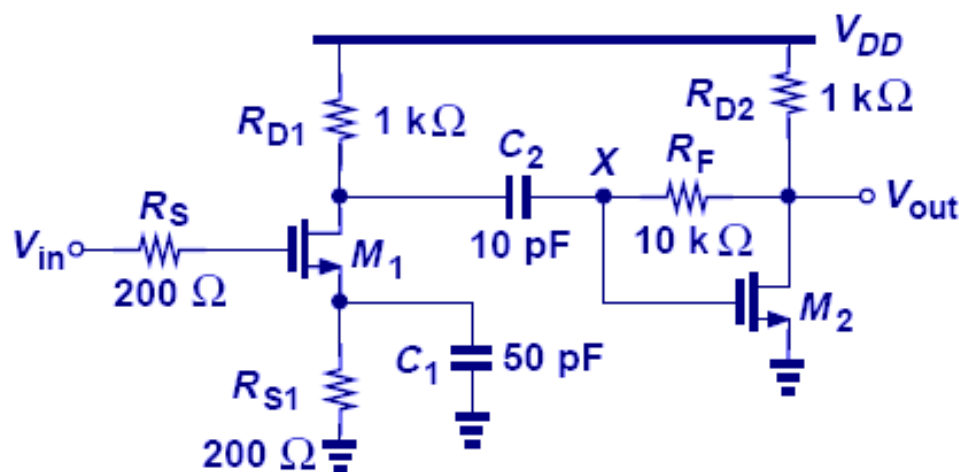 V_DD
R_D1
1 kΩ
R_D2
1 kΩ
C_2
10 pF
X
R_F
10 kΩ
V_out
V_in
R_S
200 Ω
M_1
M_2
C_1
50 pF
R_S1
200 Ω